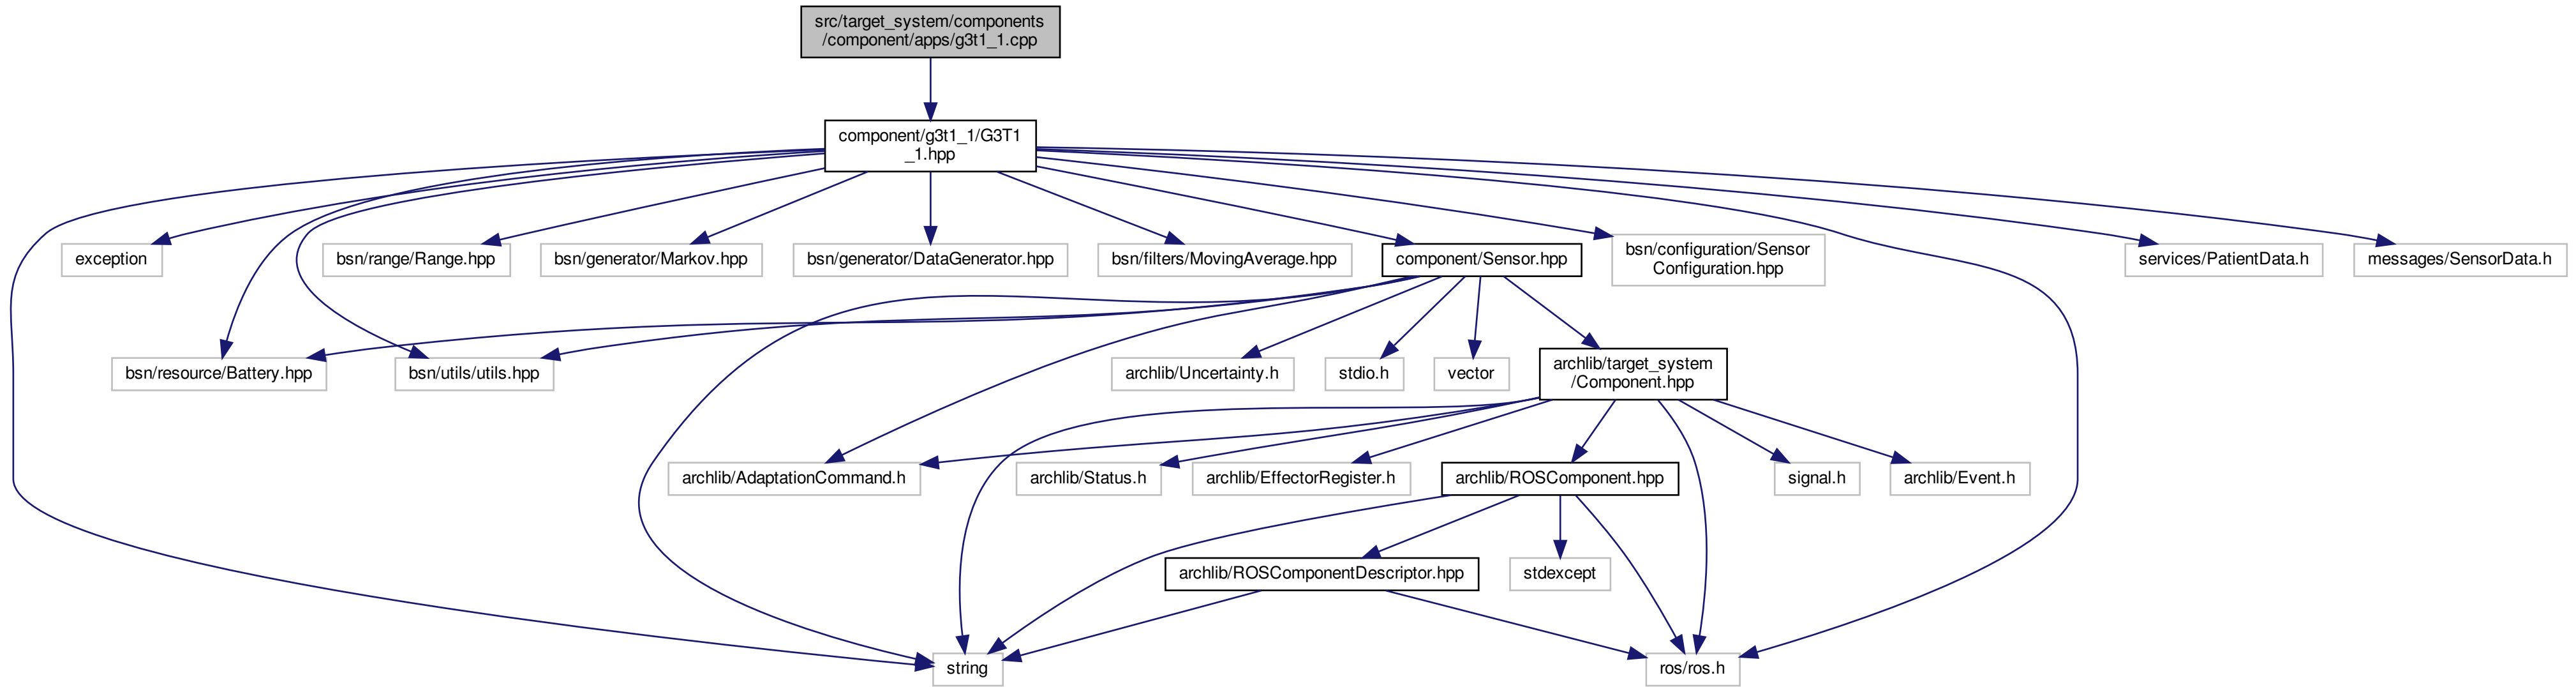 src/target_system/components
/component/apps/g3t1_1.cpp
component/g3t1_1/G3T1
_1.hpp
exception
bsn/range/Range.hpp
bsn/generator/Markov.hpp
bsn/generator/DataGenerator.hpp
bsn/filters/MovingAverage.hpp
component/Sensor.hpp
bsn/configuration/Sensor
Configuration.hpp
services/PatientData.h
messages/SensorData.h
bsn/resource/Battery.hpp
bsn/utils/utils.hpp
archlib/Uncertainty.h
stdio.h
vector
archlib/target_system
/Component.hpp
archlib/AdaptationCommand.h
archlib/Status.h
archlib/EffectorRegister.h
archlib/ROSComponent.hpp
signal.h
archlib/Event.h
archlib/ROSComponentDescriptor.hpp
stdexcept
string
ros/ros.h